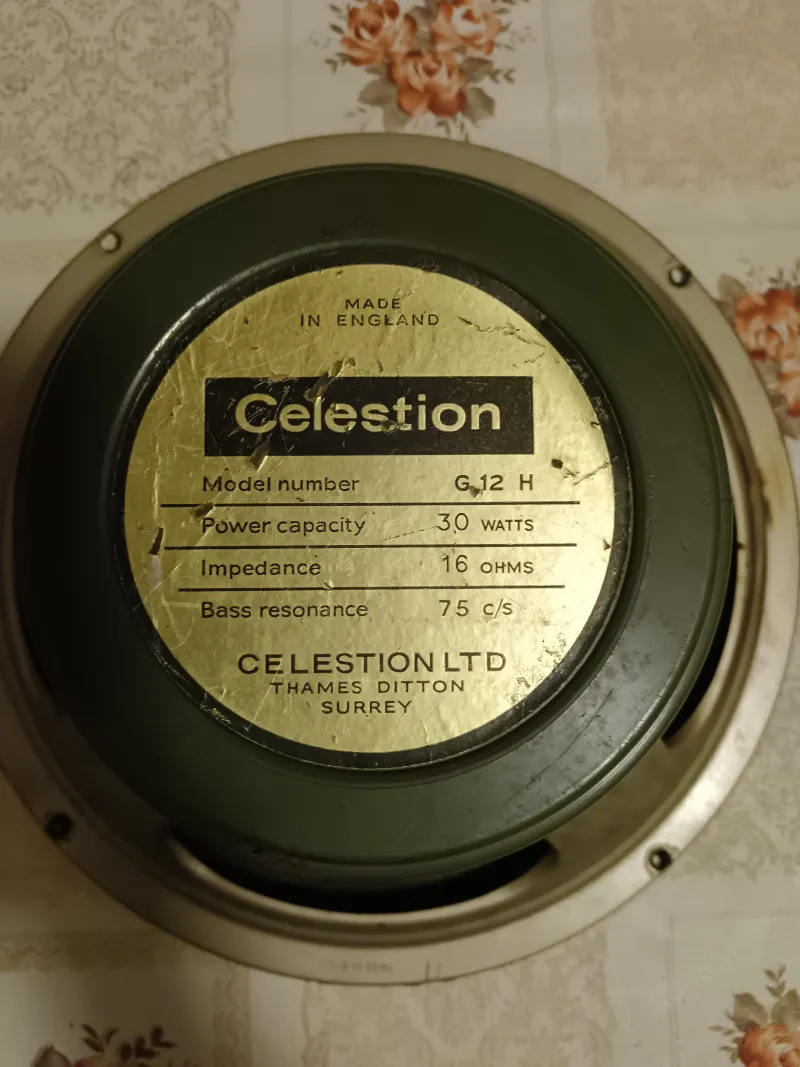 MADE
IN ENGLAND
Celestion
Model number G 12 H
Power capacity 30 WATTS
Impedance 16 OHMS
Bass resonance 75 c/s
CELESTION LTD
THAMES DITTON
SURREY